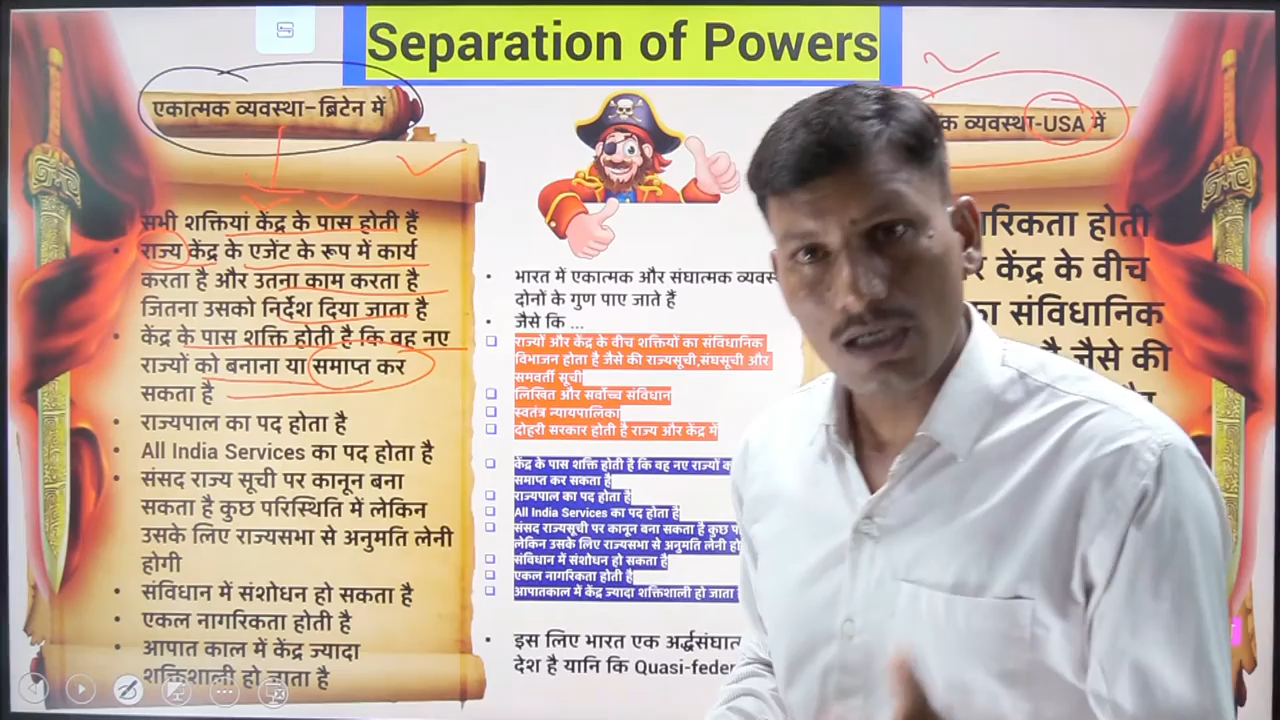 Separation of Powers
एकात्मक व्यवस्था-ब्रिटेन में
सभी शक्तियां केंद्र के पास होती हैं
• राज्य केंद्र के एजेंट के रूप में कार्य
करता है और उतना काम करता है
जितना उसको निर्देश दिया जाता है
• केंद्र के पास शक्ति होती है कि वह नए
राज्यों को बनाना या समाप्त कर
सकता है
• राज्यपाल का पद होता है
• All India Services का पद होता है
• संसद राज्य सूची पर कानून बना
सकता है कुछ परिस्थिति में लेकिन
उसके लिए राज्यसभा से अनुमति लेनी
होगी
• संविधान में संशोधन हो सकता है
• एकल नागरिकता होती है
• आपात काल में केंद्र ज्यादा
शक्तिशाली हो जाता है
• भारत में एकात्मक और संघात्मक
दोनों के गुण पाए जाते हैं
• जैसे कि ...
❑ राज्यों और केंद्र के बीच शक्तियों का संविधानिक
विभाजन होता है जैसे की राज्यसूची,संघसूची और
समवर्ती सूची
❑ लिखित और सर्वोच्च संविधान
❑ स्वतंत्र न्यायपालिका
❑ दोहरी सरकार होती है राज्य और केंद्र में
❑ केंद्र के पास शक्ति होती है कि वह नए राज्यों
समाप्त कर सकता है
❑ राज्यपाल का पद होता है
❑ All India Services का पद होता है
❑ संसद राज्यसूची पर कानून बना सकता है कुछ
लेकिन उसके लिए राज्यसभा से अनुमति लेनी
❑ संविधान में संशोधन हो सकता है
❑ एकल नागरिकता होती है
❑ आपातकाल में केंद्र ज्यादा शक्तिशाली हो जाता
• इस लिए भारत एक
देश है यानि कि
व्यवस्था-USA में
होती
केंद्र के वीच
का संविधानिक
है जैसे की